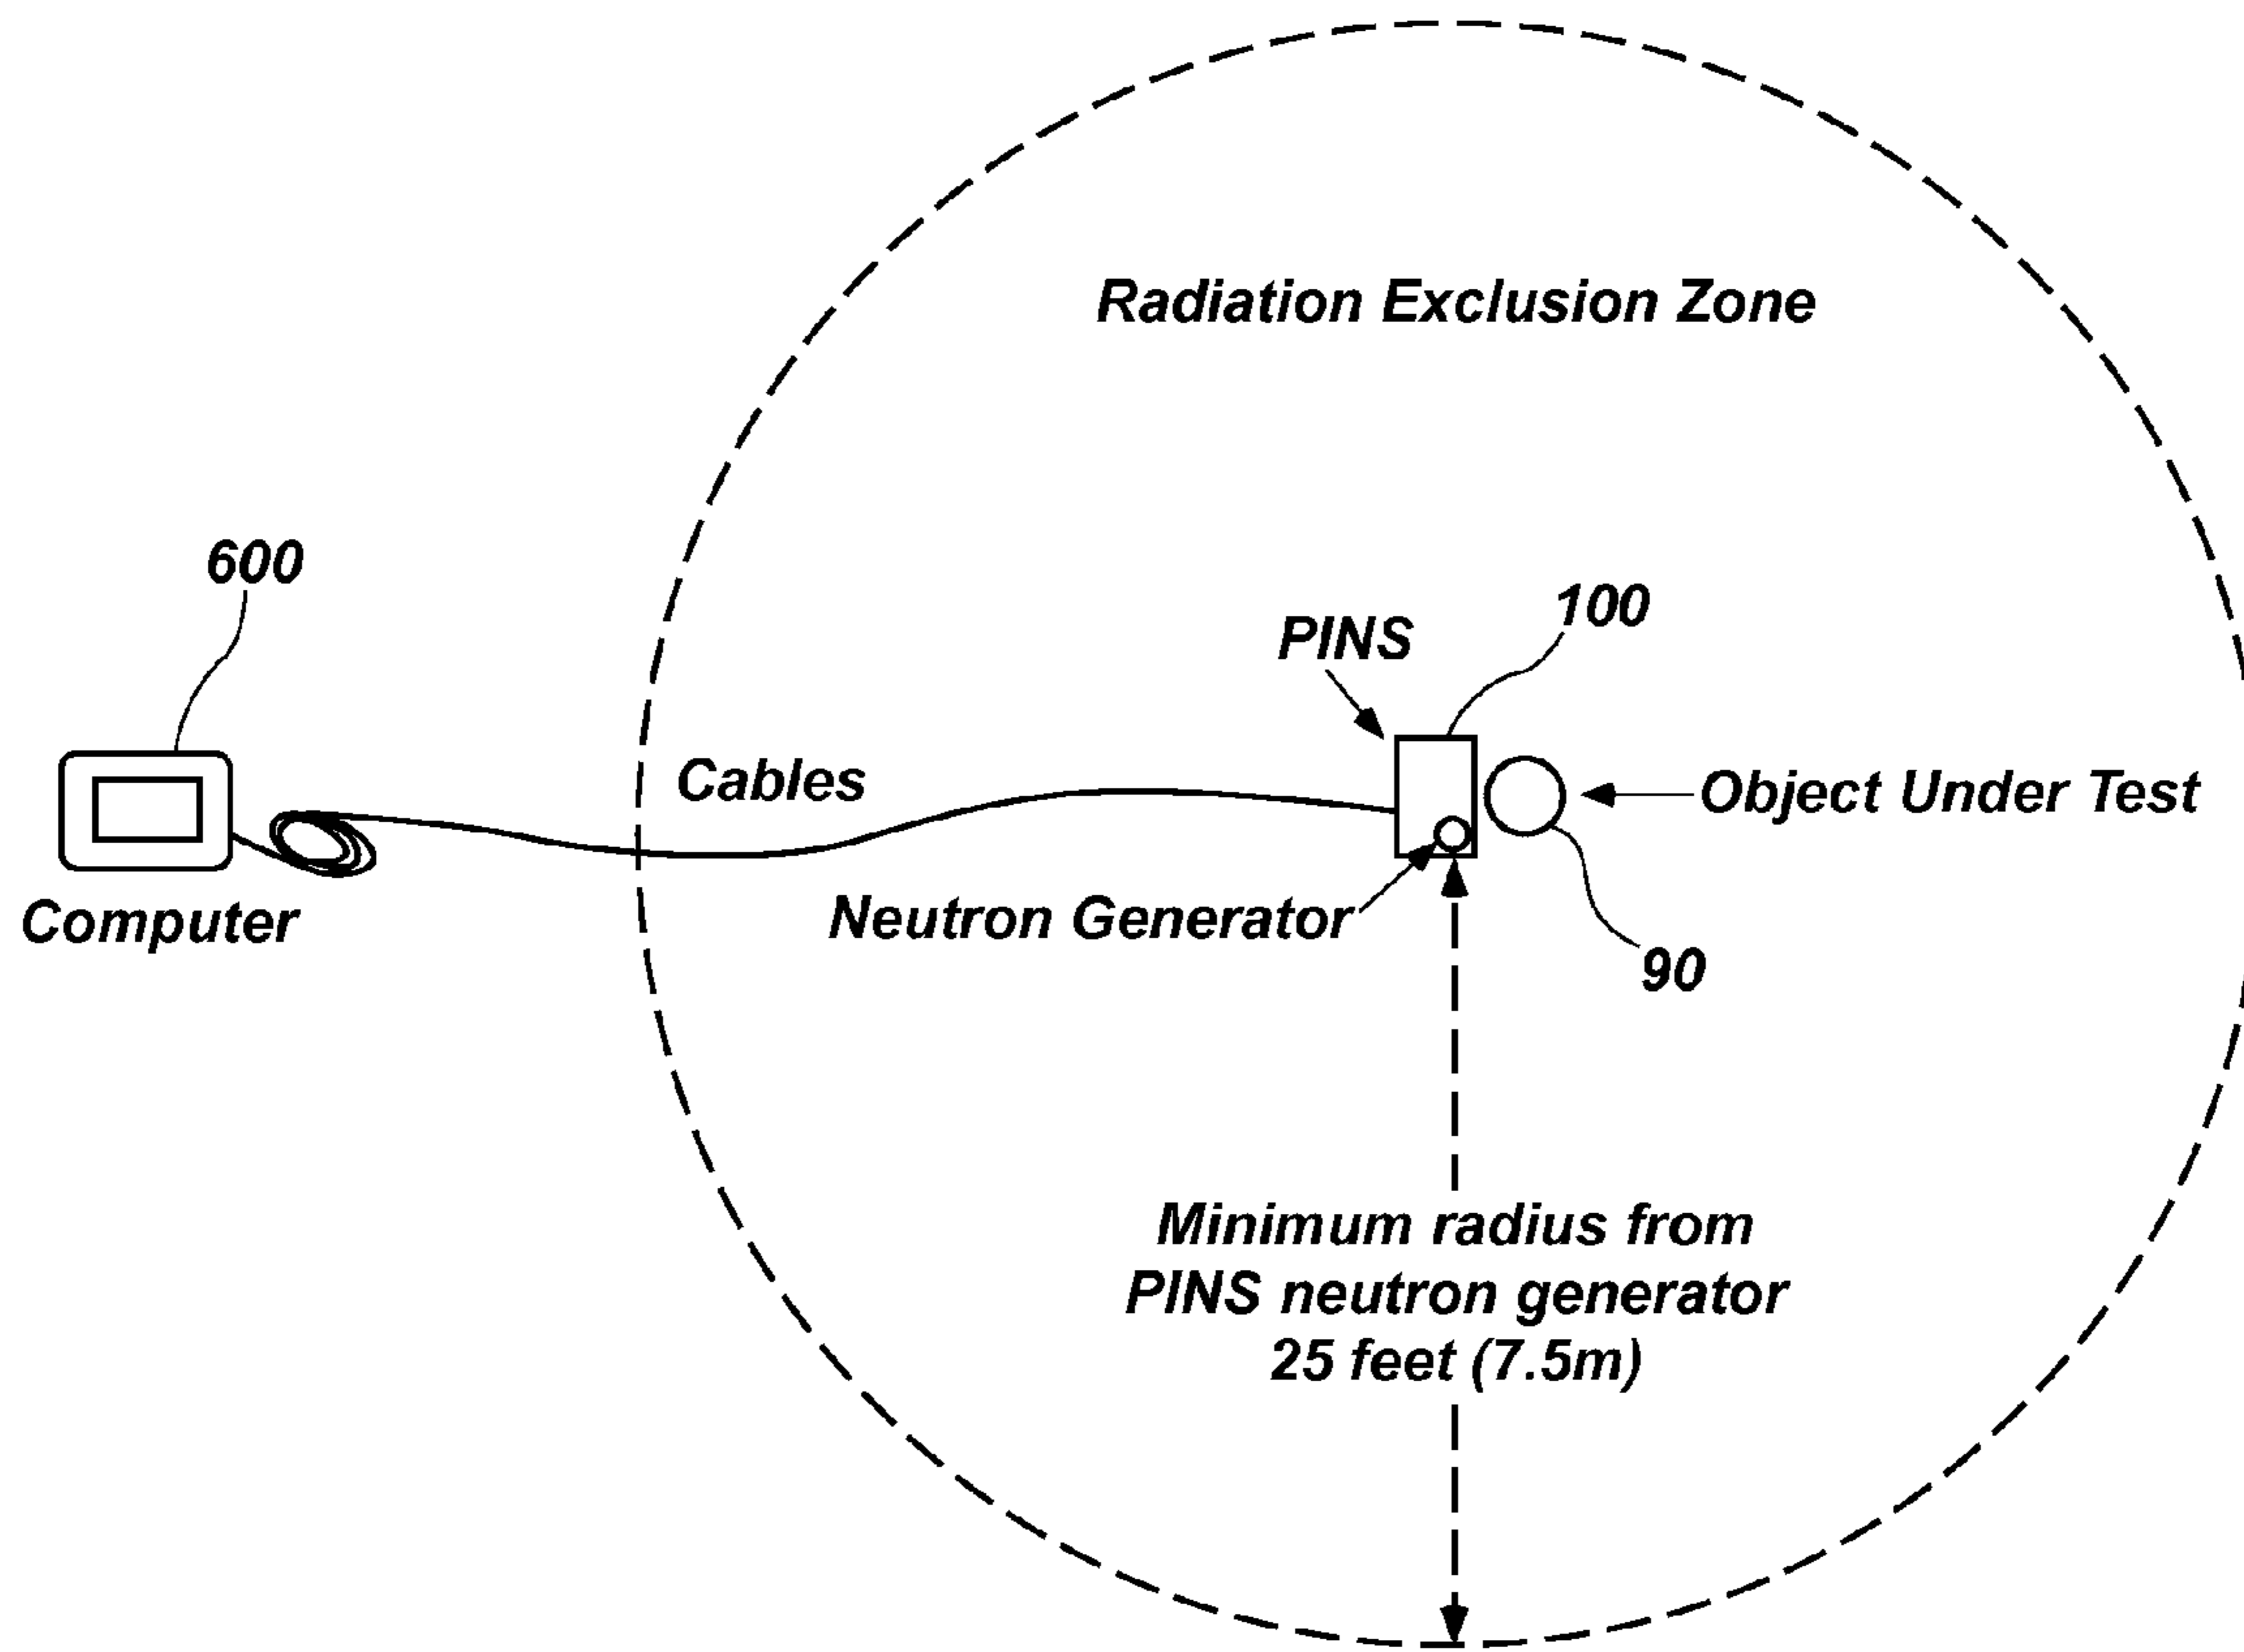 Radiation Exclusion Zone
600
100
PINS
Cables
Object Under Test
Neutron Generator
Computer
90
Minimum radius from
PINS neutron generator
25 feet (7.5m)